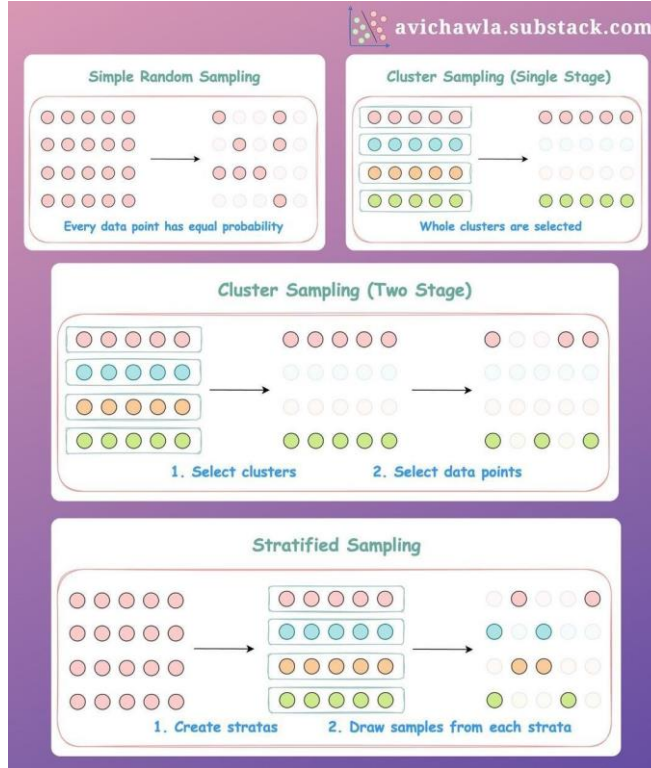 avichawla.substack.com
Simple Random Sampling
Every data point has equal probability
Cluster Sampling (Single Stage)
Whole clusters are selected
Cluster Sampling (Two Stage)
1. Select clusters
2. Select data points
Stratified Sampling
1. Create stratas
2. Draw samples from each strata